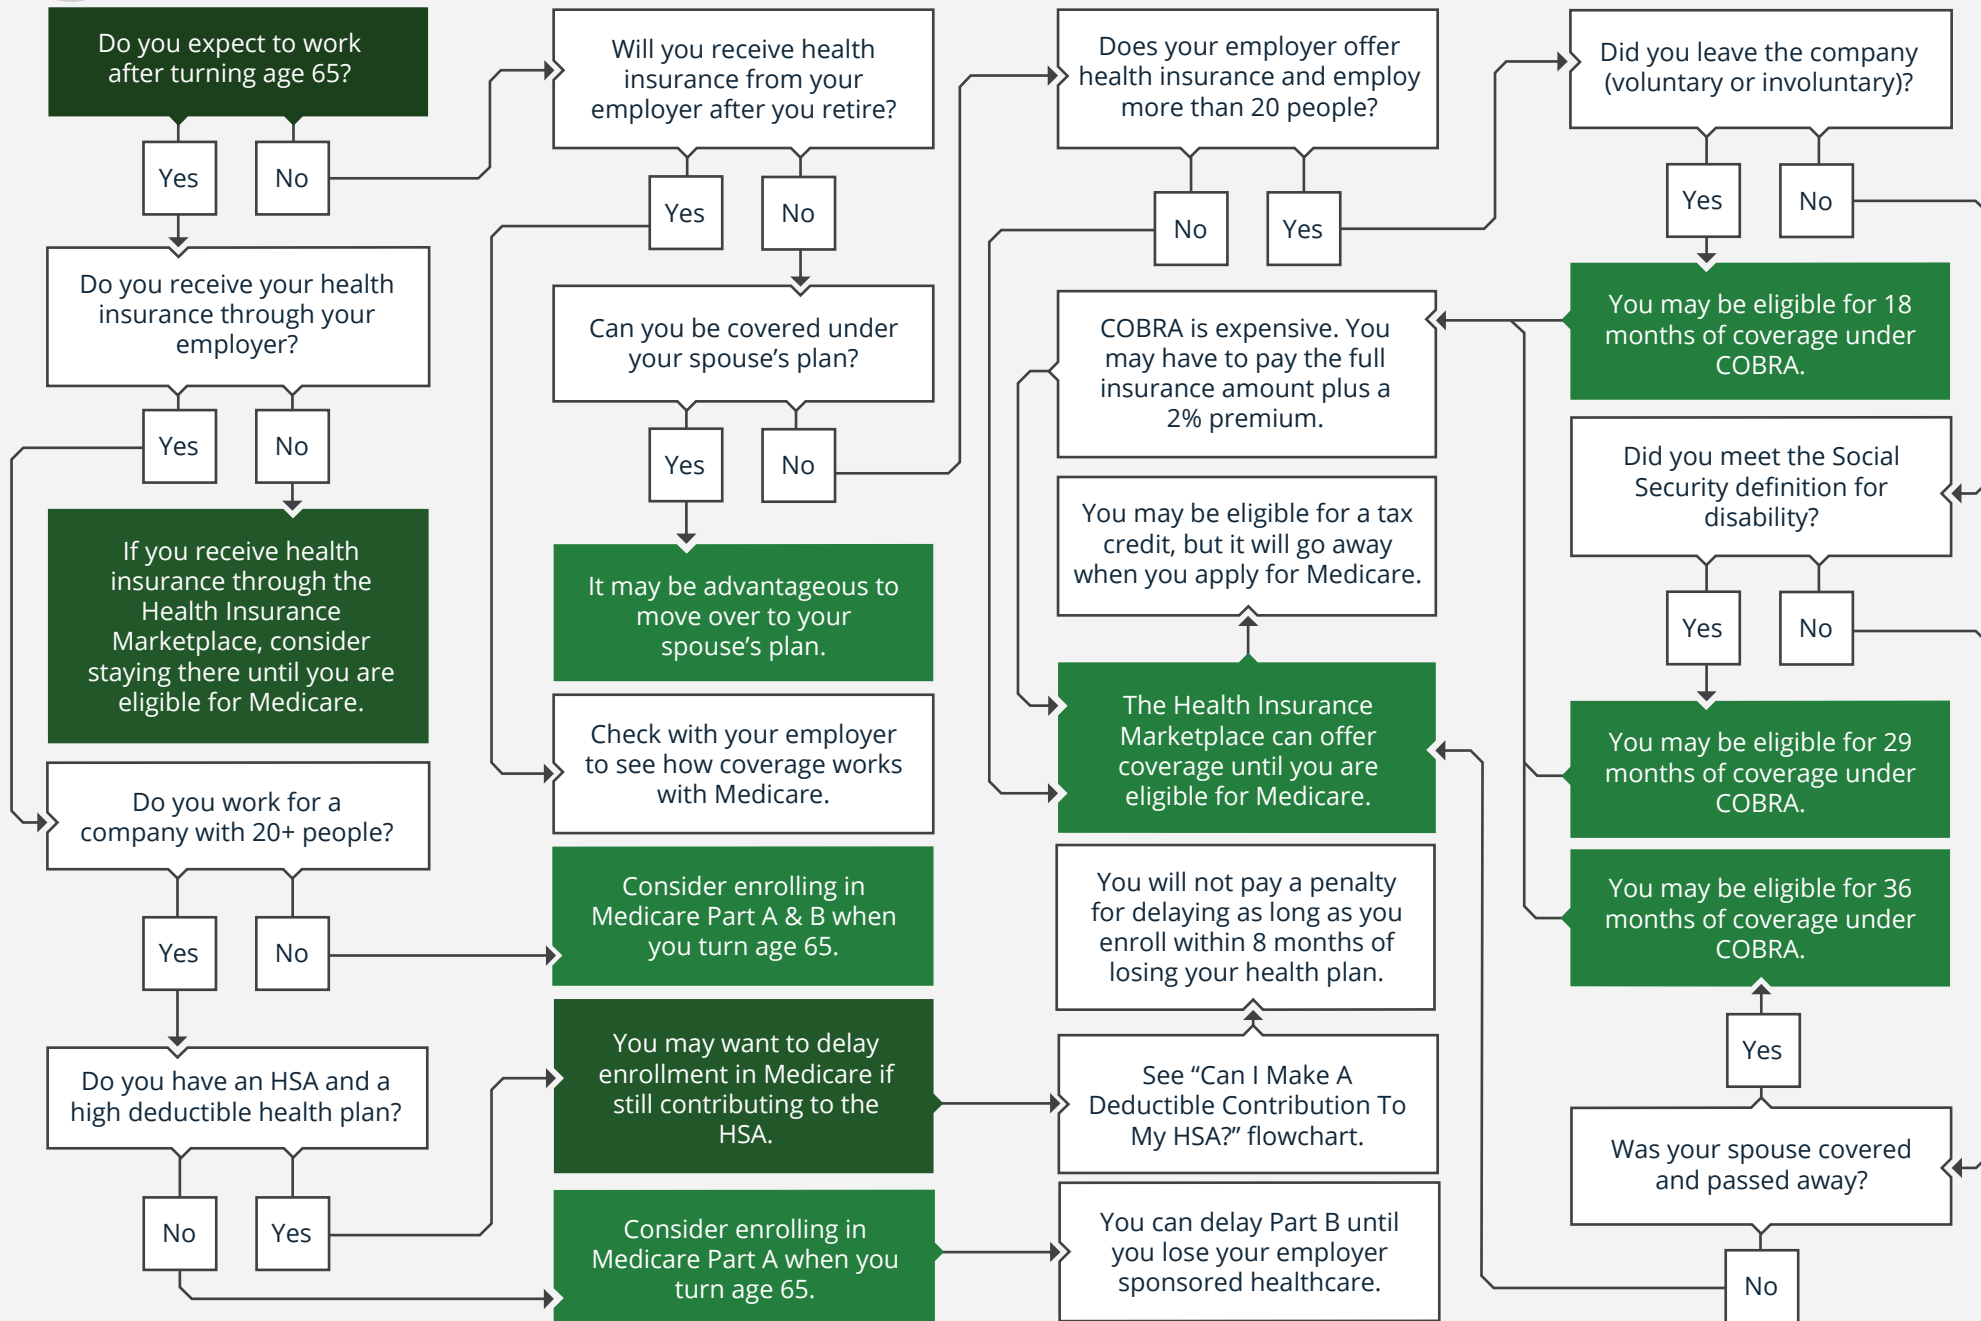 Do you expect to work
after turning age 65?
Yes
No
Do you receive your health
insurance through your
employer?
Yes
No
If you receive health
insurance through the
Health Insurance
Marketplace, consider
staying there until you are
eligible for Medicare.
Do you work for a
company with 20+ people?
Yes
No
Do you have an HSA and a
high deductible health plan?
No
Yes
Will you receive health
insurance from your
employer after you retire?
Yes
No
Can you be covered under
your spouse’s plan?
Yes
No
It may be advantageous to
move over to your
spouse’s plan.
Check with your employer
to see how coverage works
with Medicare.
Consider enrolling in
Medicare Part A & B when
you turn age 65.
You may want to delay
enrollment in Medicare if
still contributing to the
HSA.
Consider enrolling in
Medicare Part A when you
turn age 65.
Does your employer offer
health insurance and employ
more than 20 people?
No
Yes
COBRA is expensive. You
may have to pay the full
insurance amount plus a
2% premium.
You may be eligible for a tax
credit, but it will go away
when you apply for Medicare.
The Health Insurance
Marketplace can offer
coverage until you are
eligible for Medicare.
You will not pay a penalty
for delaying as long as you
enroll within 8 months of
losing your health plan.
See “Can I Make A
Deductible Contribution To
My HSA?” flowchart.
You can delay Part B until
you lose your employer
sponsored healthcare.
Did you leave the company
(voluntary or involuntary)?
Yes
No
You may be eligible for 18
months of coverage under
COBRA.
Did you meet the Social
Security definition for
disability?
Yes
No
You may be eligible for 29
months of coverage under
COBRA.
You may be eligible for 36
months of coverage under
COBRA.
Yes
Was your spouse covered
and passed away?
No